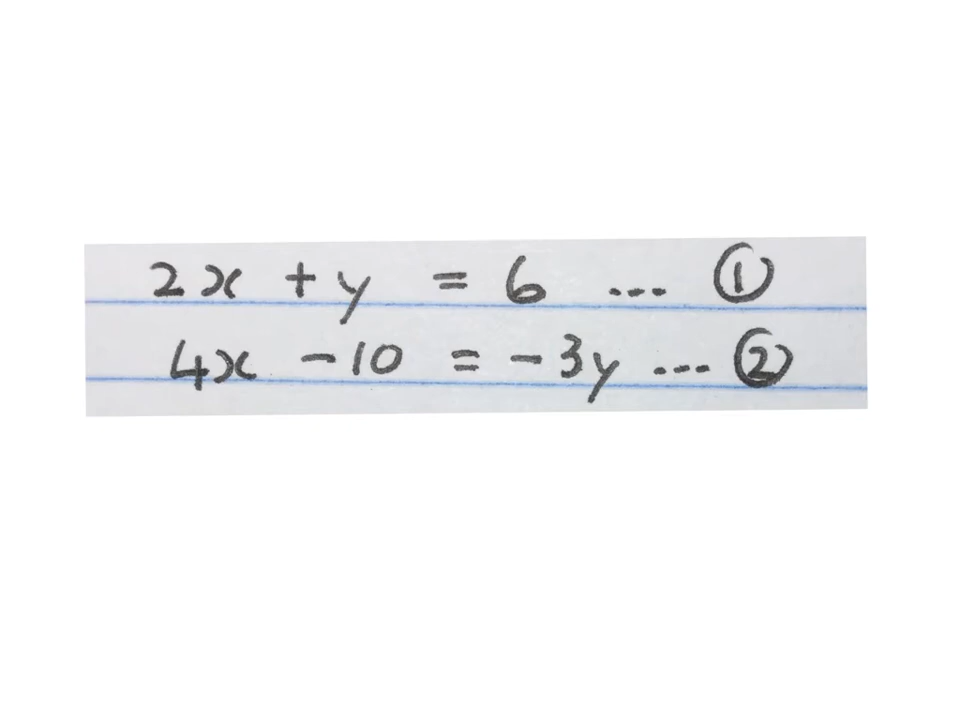 2x + y = 6 ... ①
4x - 10 = -3y ... ②